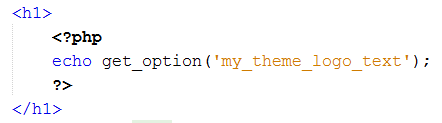 <h1>
<?php
echo get_option('my_theme_logo_text');
?>
</h1>